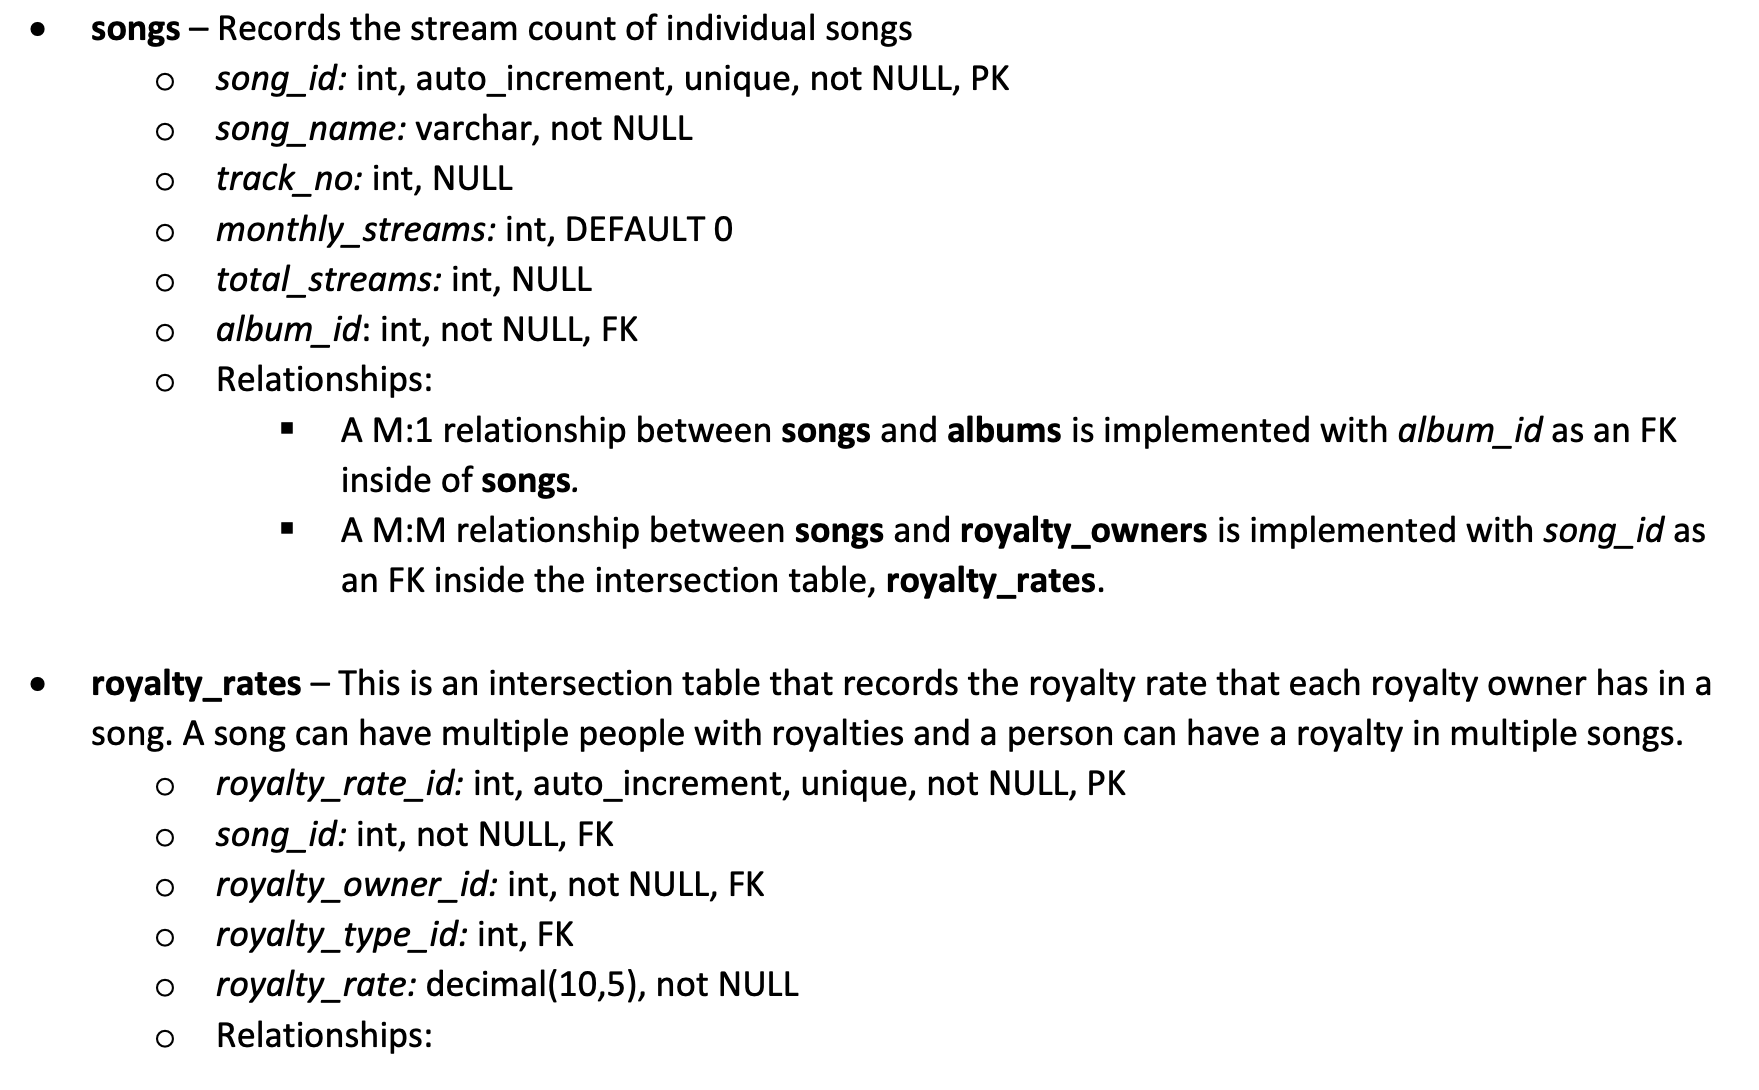 • songs – Records the stream count of individual songs
o song_id: int, auto_increment, unique, not NULL, PK
o song_name: varchar, not NULL
o track_no: int, NULL
o monthly_streams: int, DEFAULT 0
o total_streams: int, NULL
o album_id: int, not NULL, FK
o Relationships:
▪ A M:1 relationship between songs and albums is implemented with album_id as an FK
inside of songs.
▪ A M:M relationship between songs and royalty_owners is implemented with song_id as
an FK inside the intersection table, royalty_rates.
• royalty_rates – This is an intersection table that records the royalty rate that each royalty owner has in a
song. A song can have multiple people with royalties and a person can have a royalty in multiple songs.
o royalty_rate_id: int, auto_increment, unique, not NULL, PK
o song_id: int, not NULL, FK
o royalty_owner_id: int, not NULL, FK
o royalty_type_id: int, FK
o royalty_rate: decimal(10,5), not NULL
o Relationships: